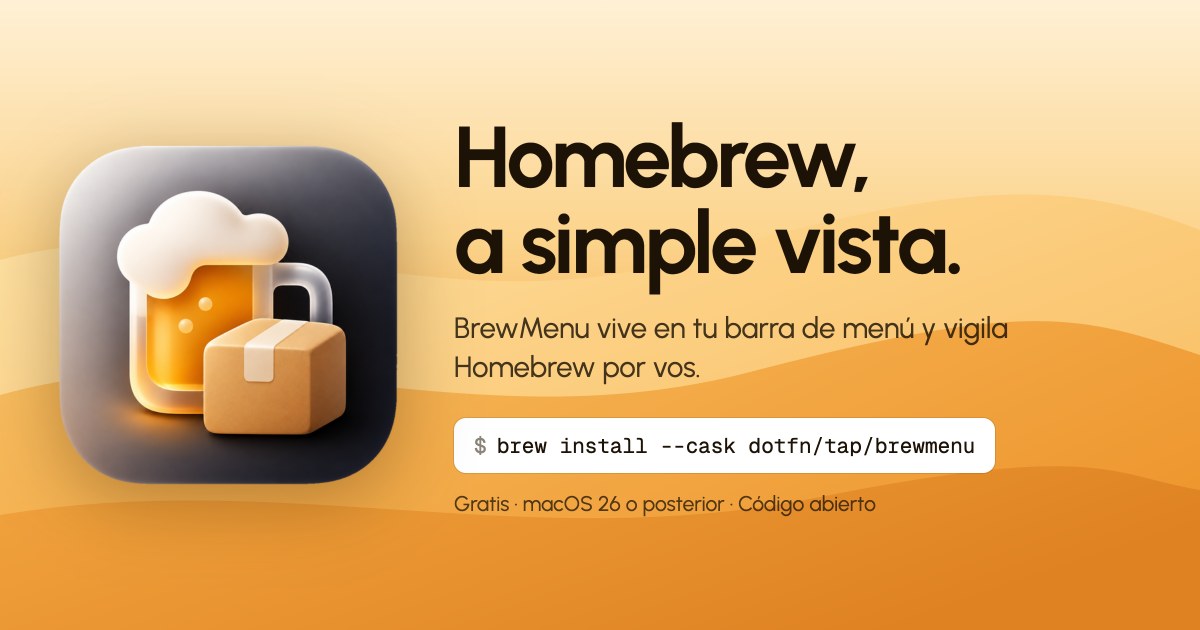 Homebrew,
a simple vista.
BrewMenu vive en tu barra de menú y vigila
Homebrew por vos.
$ brew install --cask dotfn/tap/brewmenu
Gratis · macOS 26 o posterior · Código abierto